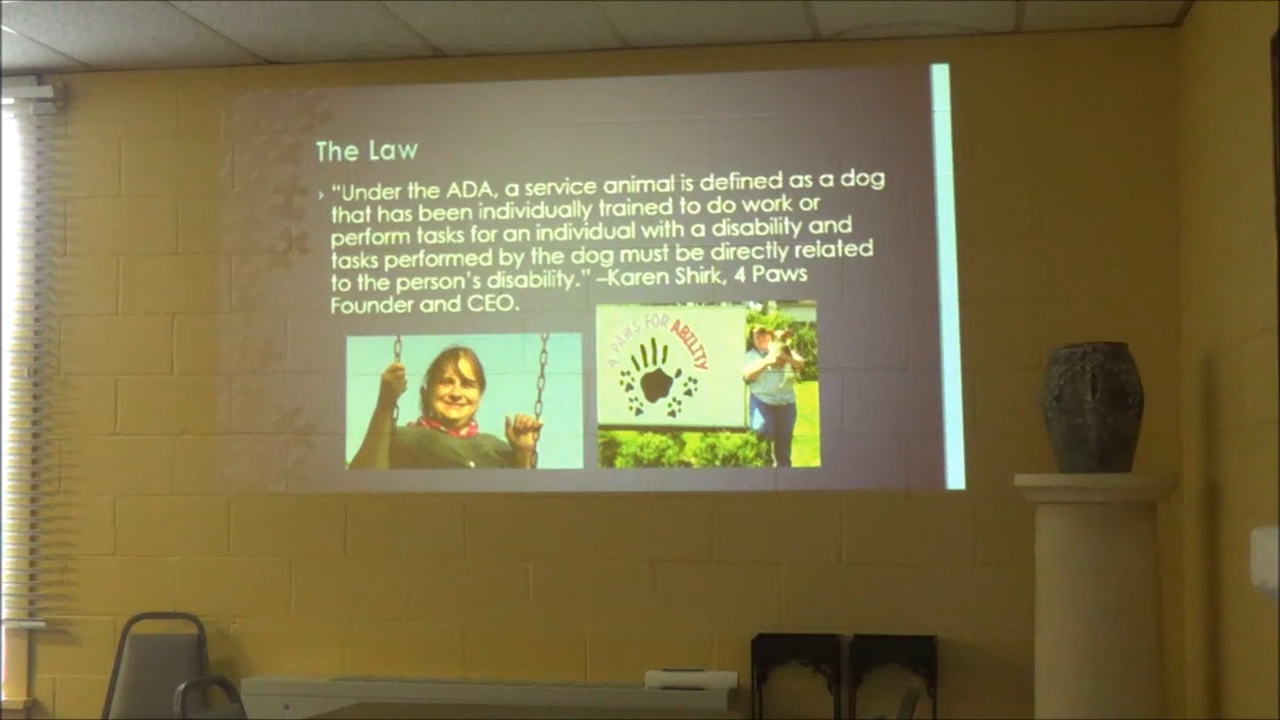 The Law
› “Under the ADA, a service animal is defined as a dog
that has been individually trained to do work or
perform tasks for an individual with a disability and
tasks performed by the dog must be directly related
to the person’s disability.” –Karen Shirk, 4 Paws
Founder and CEO.
4 PAWS FOR ABILITY